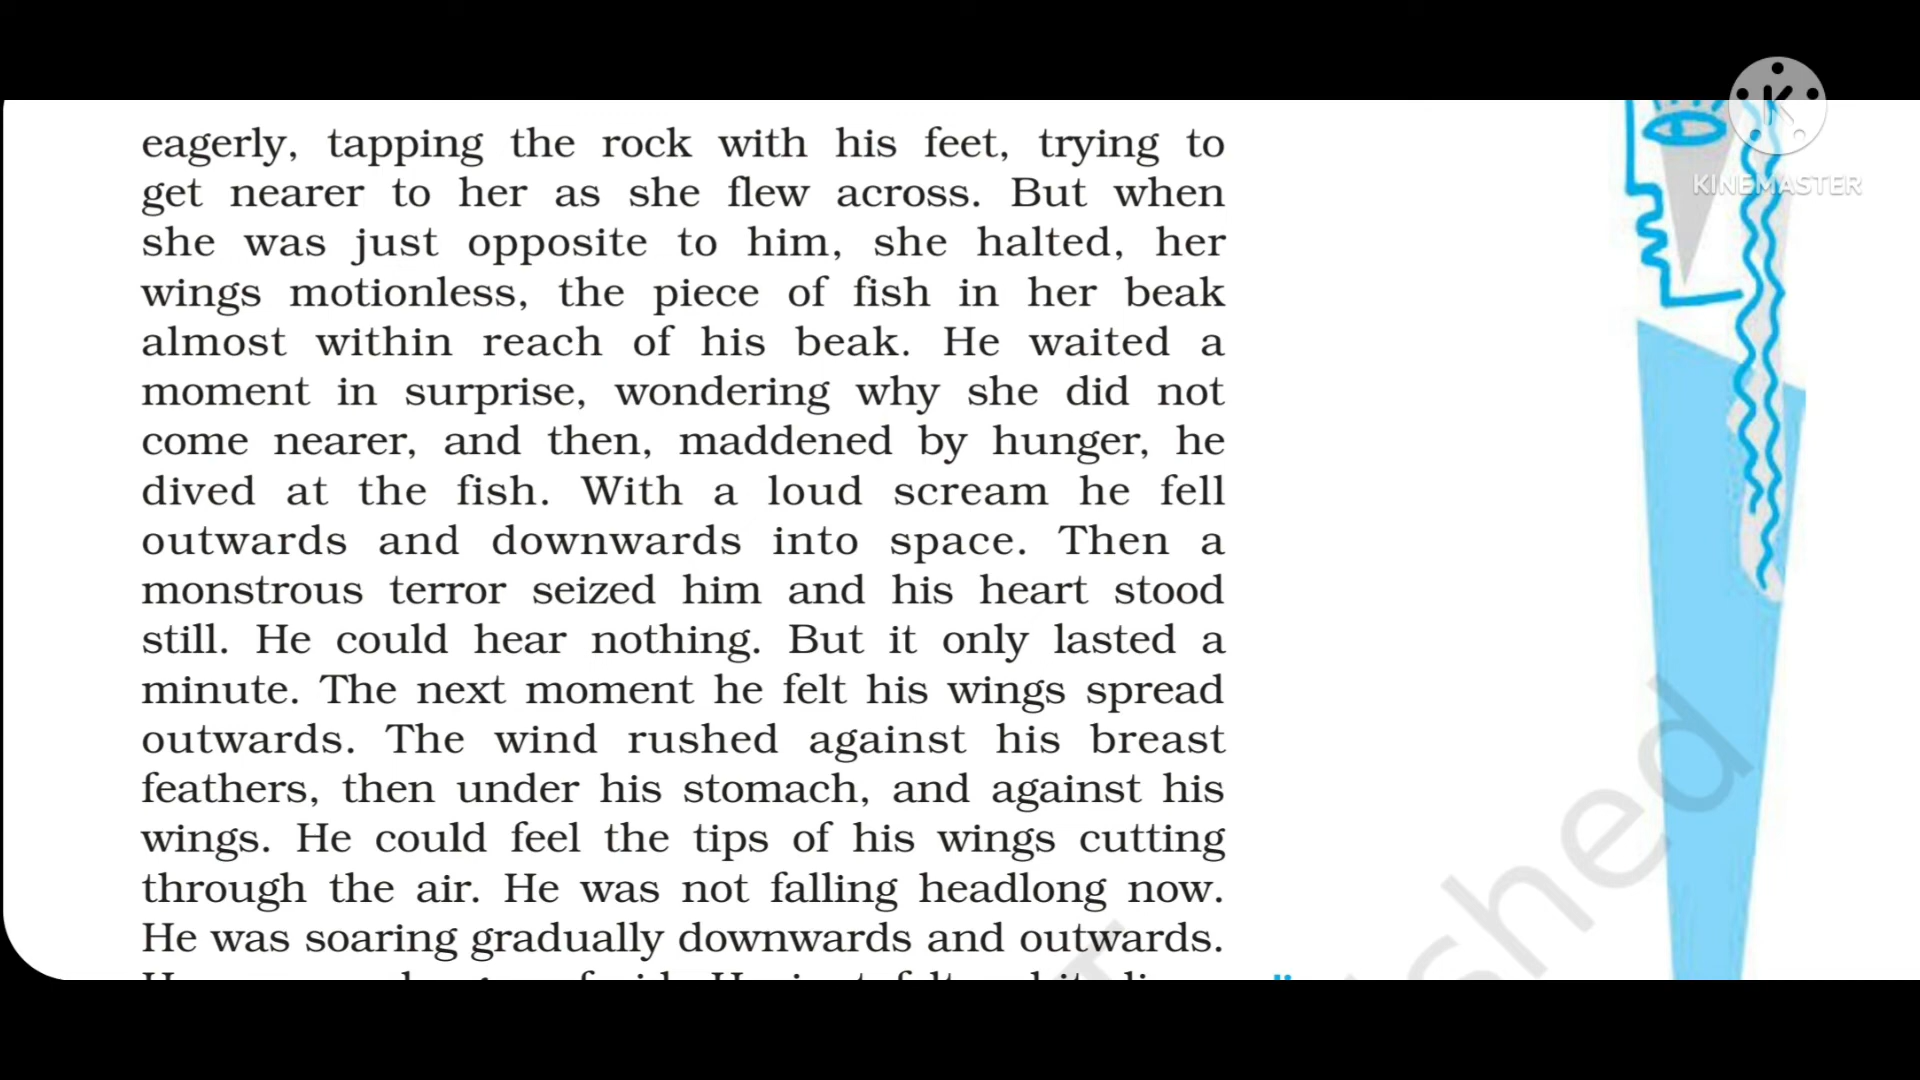 KINEMASTER
eagerly, tapping the rock with his feet, trying to
get nearer to her as she flew across. But when
she was just opposite to him, she halted, her
wings motionless, the piece of fish in her beak
almost within reach of his beak. He waited a
moment in surprise, wondering why she did not
come nearer, and then, maddened by hunger, he
dived at the fish. With a loud scream he fell
outwards and downwards into space. Then a
monstrous terror seized him and his heart stood
still. He could hear nothing. But it only lasted a
minute. The next moment he felt his wings spread
outwards. The wind rushed against his breast
feathers, then under his stomach, and against his
wings. He could feel the tips of his wings cutting
through the air. He was not falling headlong now.
He was soaring gradually downwards and outwards.